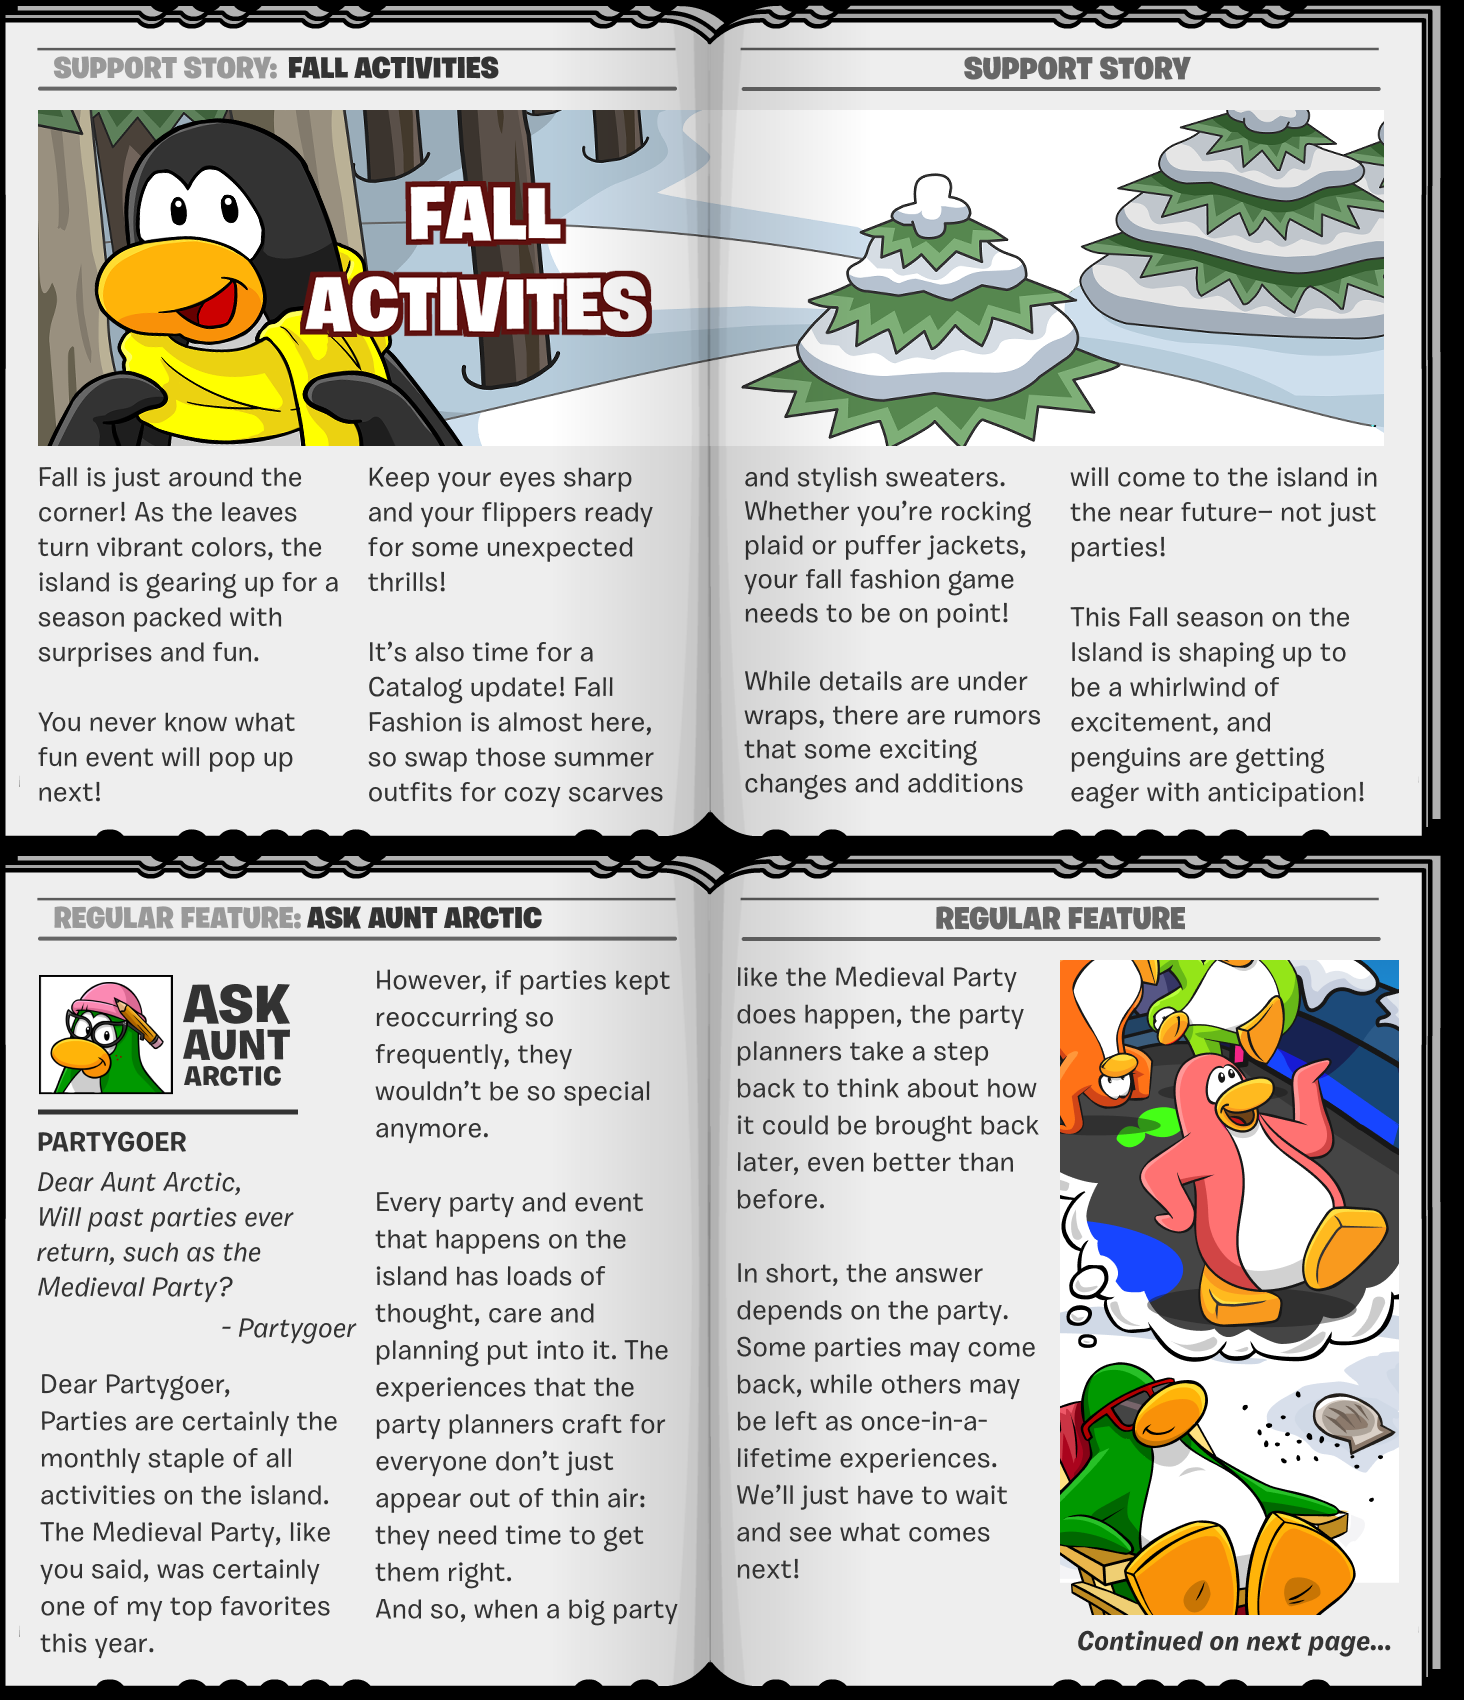 SUPPORT STORY: FALL ACTIVITIES
SUPPORT STORY
FALL
ACTIVITES
Fall is just around the
corner! As the leaves
turn vibrant colors, the
island is gearing up for a
season packed with
surprises and fun.
You never know what
fun event will pop up
next!
Keep your eyes sharp
and your flippers ready
for some unexpected
thrills!
It’s also time for a
Catalog update! Fall
Fashion is almost here,
so swap those summer
outfits for cozy scarves
and stylish sweaters.
Whether you’re rocking
plaid or puffer jackets,
your fall fashion game
needs to be on point!
While details are under
wraps, there are rumors
that some exciting
changes and additions
will come to the island in
the near future– not just
parties!
This Fall season on the
Island is shaping up to
be a whirlwind of
excitement, and
penguins are getting
eager with anticipation!
REGULAR FEATURE: ASK AUNT ARCTIC
REGULAR FEATURE
ASK
AUNT
ARCTIC
PARTYGOER
Dear Aunt Arctic,
Will past parties ever
return, such as the
Medieval Party?
- Partygoer
Dear Partygoer,
Parties are certainly the
monthly staple of all
activities on the island.
The Medieval Party, like
you said, was certainly
one of my top favorites
this year.
However, if parties kept
reoccurring so
frequently, they
wouldn’t be so special
anymore.
Every party and event
that happens on the
island has loads of
thought, care and
planning put into it. The
experiences that the
party planners craft for
everyone don’t just
appear out of thin air:
they need time to get
them right.
And so, when a big party
like the Medieval Party
does happen, the party
planners take a step
back to think about how
it could be brought back
later, even better than
before.
In short, the answer
depends on the party.
Some parties may come
back, while others may
be left as once-in-a-
lifetime experiences.
We’ll just have to wait
and see what comes
next!
Continued on next page...